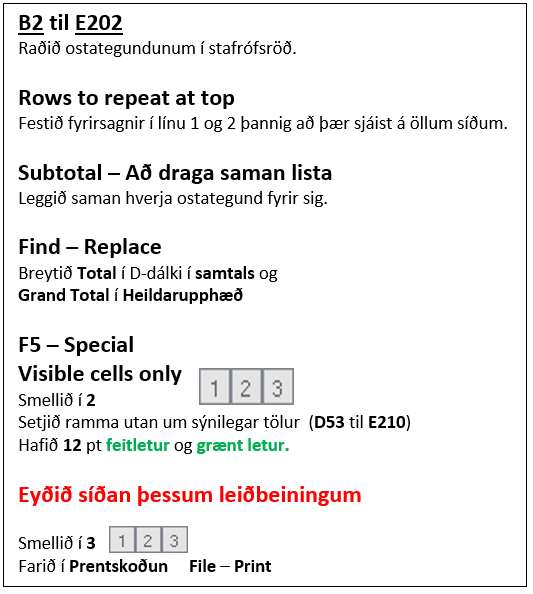 B2 til E202
Raðið ostategundunum í stafrófsröð.
Rows to repeat at top
Festið fyrirsagnir í línu 1 og 2 þannig að þær sjáist á öllum síðum.
Subtotal – Að draga saman lista
Leggið saman hverja ostategund fyrir sig.
Find – Replace
Breytið Total í D-dálki í samtals og
Grand Total í Heildarupphæð
F5 – Special
Visible cells only
1 2 3
Smellið í 2
Setjið ramma utan um sýnilegar tölur (D53 til E210)
Hafið 12 pt feitletur og grænt letur.
Eyðið síðan þessum leiðbeiningum
Smellið í 3 1 2 3
Farið í Prentskoðun File – Print